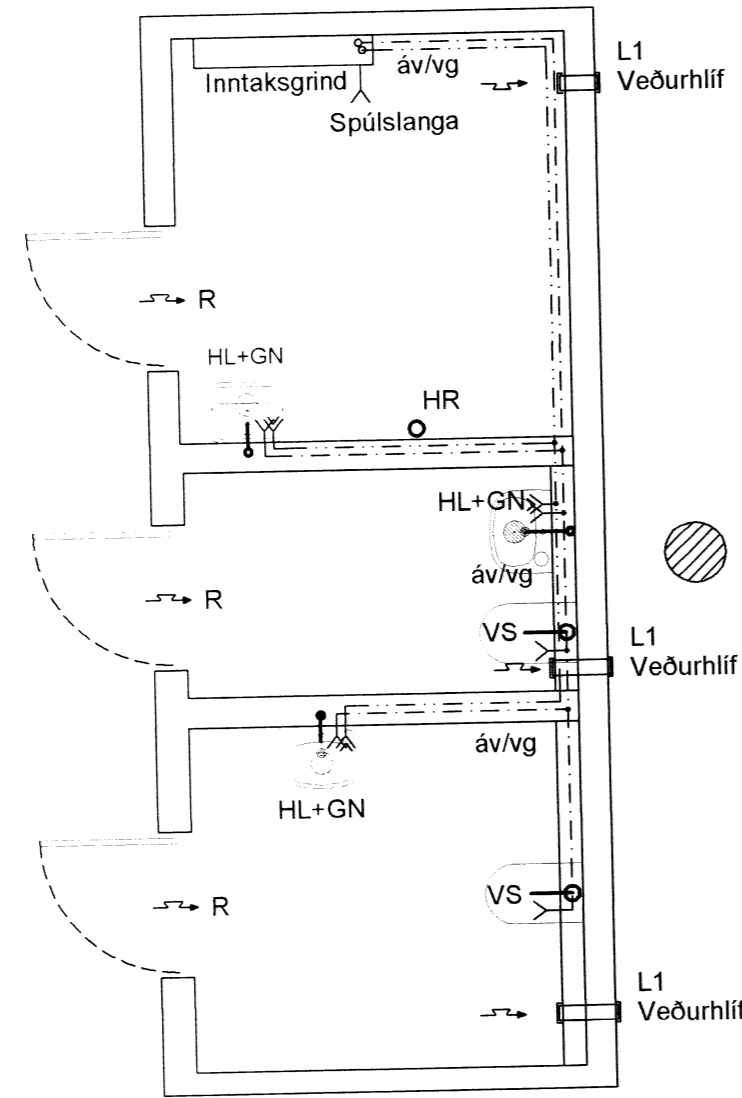 L1
Veðurhlíf
áv/vg
Inntaksgrind
Spúlslanga
R
HL+GN
HR
HL+GN
áv/vg
R
VS
L1
Veðurhlíf
áv/vg
HL+GN
VS
R
L1
Veðurhlíf